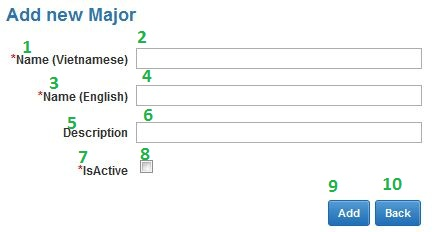 Add new Major
1 2
*Name (Vietnamese)
3 4
*Name (English)
5 6
Description
7 8
*IsActive
9 10
Add Back